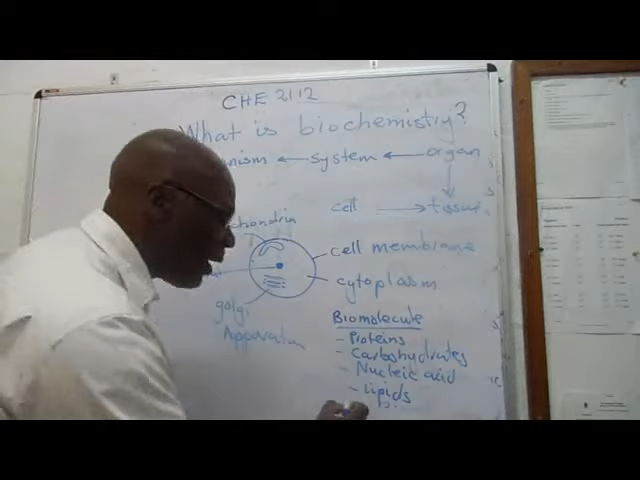 CHE 2112
What is biochemistry?
nism ← system ← organ
cell → tissue
chondria
cell membrane
cytoplasm
golgi
Apparatus
Biomolecule
- Proteins
- Carbohydrates
- Nucleic acid
- Lipids